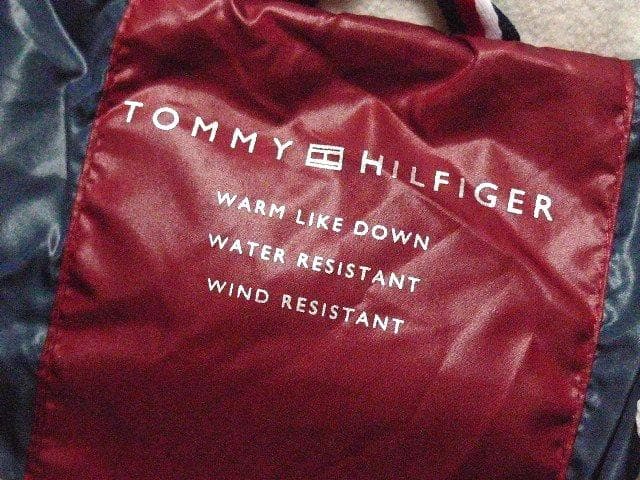 TOMMY HILFIGER
WARM LIKE DOWN
WATER RESISTANT
WIND RESISTANT